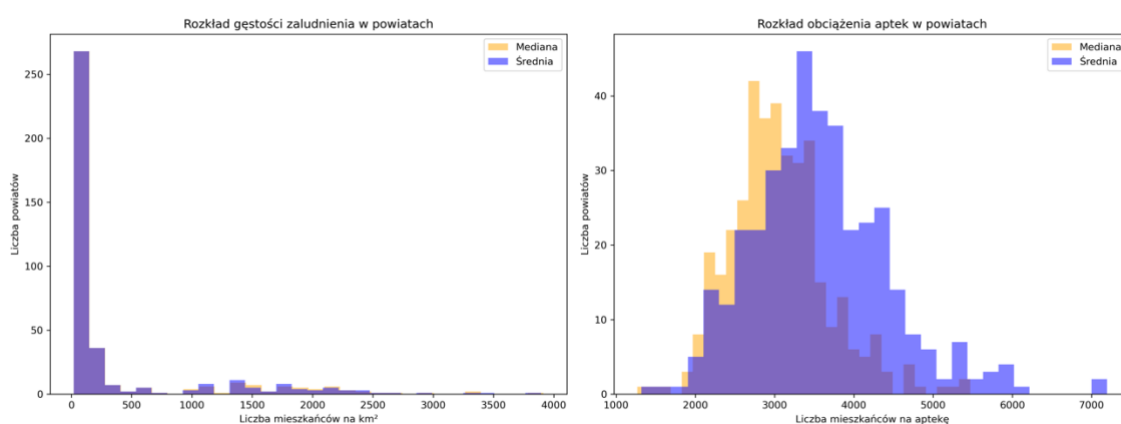 Rozkład gęstości zaludnienia w powiatach
Mediana
Średnia
250
200
150
100
50
0
Liczba powiatów
0 500 1000 1500 2000 2500 3000 3500 4000
Liczba mieszkańców na km²
Rozkład obciążenia aptek w powiatach
Mediana
Średnia
40
30
20
10
0
Liczba powiatów
1000 2000 3000 4000 5000 6000 7000
Liczba mieszkańców na aptekę